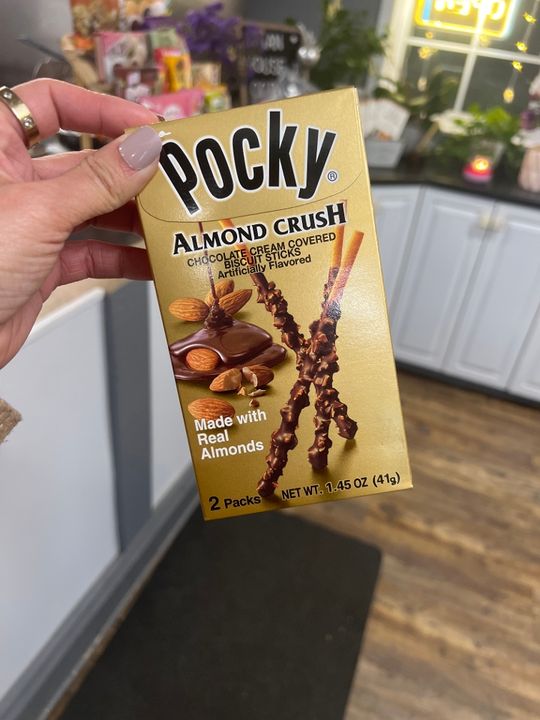 Pocky®
ALMOND CRUSH
CHOCOLATE CREAM COVERED
BISCUIT STICKS
Artificially Flavored
Made with
Real
Almonds
2 Packs
NET WT. 1.45 OZ (41g)